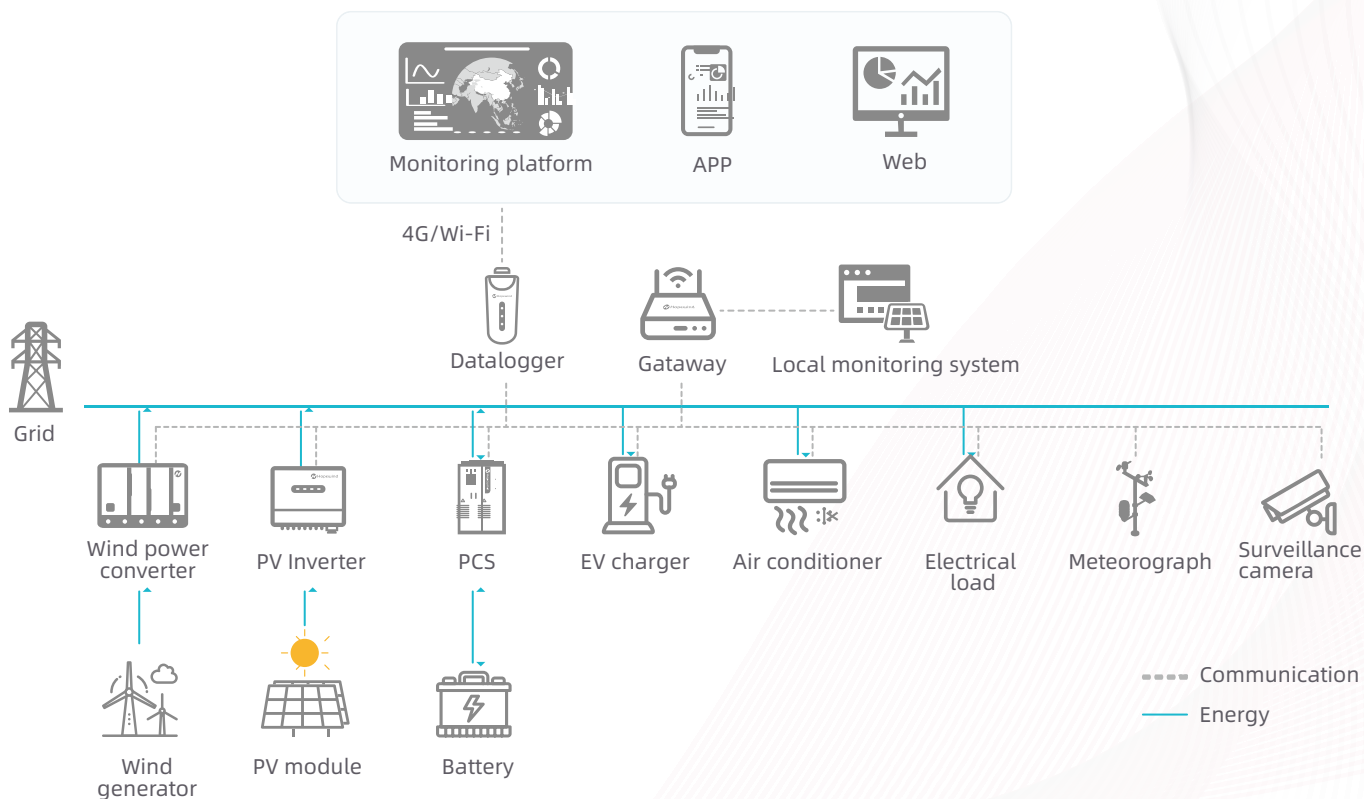 Monitoring platform
APP
Web
4G/Wi-Fi
Datalogger
Gataway
Local monitoring system
Grid
Wind power
converter
PV Inverter
PCS
EV charger
Air conditioner
Electrical
load
Meteorograph
Surveillance
camera
Communication
Energy
Wind
generator
PV module
Battery